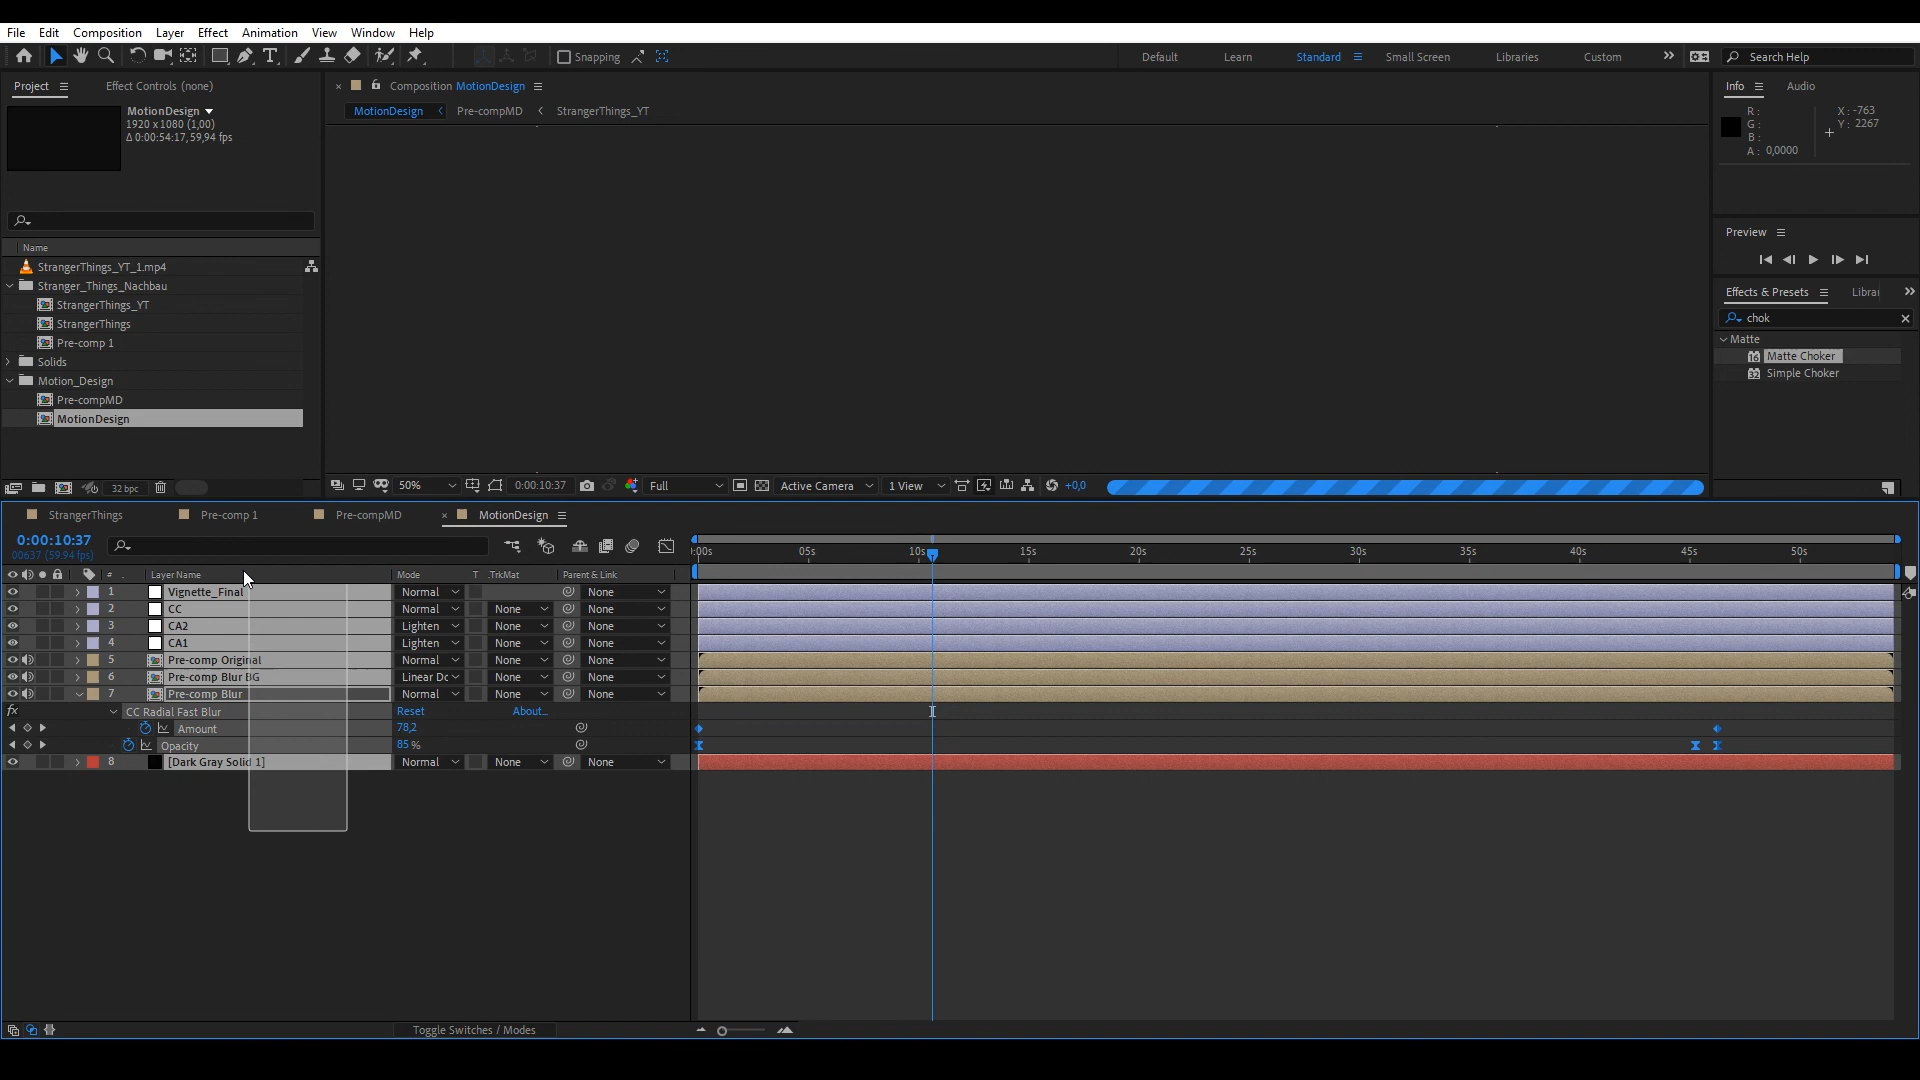 File Edit Composition Layer Effect Animation View Window Help
Snapping
Default Learn Standard Small Screen Libraries Custom Search Help
Project Effect Controls (none)
MotionDesign
1920 x 1080 (1,00)
Δ 0:00:54:17, 59,94 fps
Name
StrangerThings_YT_1.mp4
Stranger_Things_Nachbau
StrangerThings_YT
StrangerThings
Pre-comp 1
Solids
Motion_Design
Pre-compMD
MotionDesign
32 bpc
Composition MotionDesign
MotionDesign Pre-compMD StrangerThings_YT
50% 0:00:10:37 Full Active Camera 1 View +0,0
Info Audio
R: X: -763
G: Y: 2267
B:
A: 0,0000
Preview
Effects & Presets Librar
chok
Matte
Matte Choker
Simple Choker
StrangerThings Pre-comp 1 Pre-compMD MotionDesign
0:00:10:37
00637 (59.94 fps)
:00s 05s 10s 15s 20s 25s 30s 35s 40s 45s 50s
# Layer Name Mode T .TrkMat Parent & Link
1 Vignette_Final Normal None
2 CC Normal None None
3 CA2 Lighten None None
4 CA1 Lighten None None
5 Pre-comp Original Normal None None
6 Pre-comp Blur BG Linear Dc None None
7 Pre-comp Blur Normal None None
fx CC Radial Fast Blur Reset About...
Amount 78,2
Opacity 85 %
8 [Dark Gray Solid 1] Normal None None
Toggle Switches / Modes